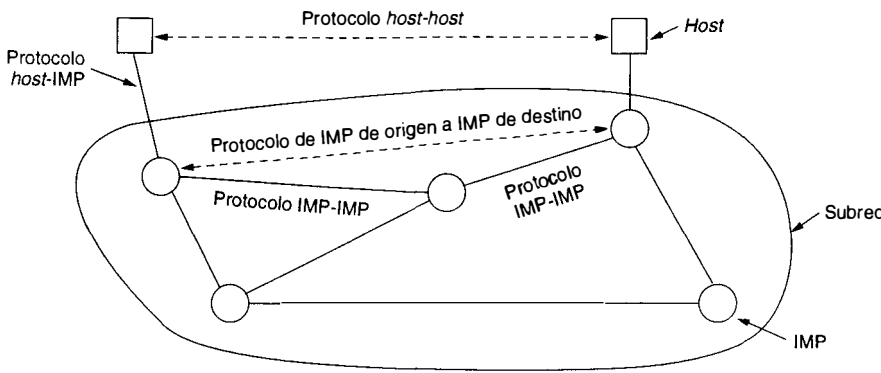 Protocolo host-host
Host
Protocolo
host-IMP
Protocolo de IMP de origen a IMP de destino
Protocolo IMP-IMP
Protocolo
IMP-IMP
Subred
IMP